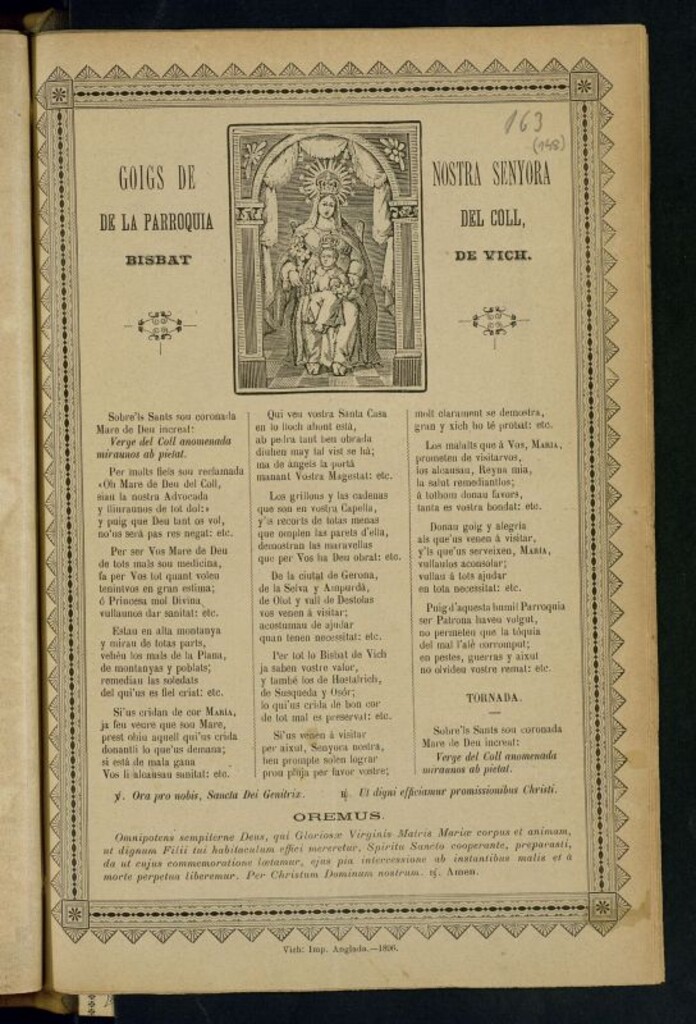 163
(148)
GOIGS DE NOSTRA SENYORA
DE LA PARROQUIA DEL COLL,
BISBAT DE VICH.
Sobre'ls Sants sou coronada
Mare de Deu increat:
Verge del Coll anomenada
miraunos ab pietat.
Per molts fiels sou reclamada
«Oh Mare de Deu del Coll,
siau la nostra Advocada
y lliuraunos de tot dol:»
y puig que Deu tant os vol,
no'us será pas res negat: etc.
Per ser Vos Mare de Deu
de tots mals sou medicina,
fa per Vos tot quant voleu
tenintvos en gran estima;
ó Princesa mol Divina
vullaunos dar sanitat: etc.
Estau en alta montanya
y mirau de totas parts,
veheu los mals de la Plana,
de montanyas y poblats;
remediau las soledats
del qui'us es fiel criat: etc.
Si'us cridan de cor MARIA,
ja feu veure que sou Mare,
prest ohiu aquell qui'us crida
donantli lo que'us demana;
si está de mala gana
Vos li alcansau sanitat: etc.
Qui veu vostra Santa Casa
en lo lloch ahont está,
ab pedra tant ben obrada
diuhen may tal vist se há;
ma de ángels la portá
manant Vostra Magestat: etc.
Los grillons y las cadenas
que son en vostra Capella,
y'ls recorts de totas menas
que omplen las parets d'ella,
demostran las maravellas
que per Vos ha Deu obrat: etc.
De la ciutat de Gerona,
de la Selva y Ampurdá,
de Olot y vall de Destolas
vos venen á visitar;
acostumau de ajudar
quan tenen necessitat: etc.
Per tot lo Bisbat de Vich
ja saben vostre valor,
y també los de Hostalrich,
de Susqueda y Osór;
lo qui'us crida de bon cor
de tot mal es preservat: etc.
Si'us venen á visitar
per aixut, Senyora nostra,
ben prompte solen lograr
prou pluja per favor vostre;
molt clarament se demostra,
gran y xich ho té probat: etc.
Los malalts que á Vos, MARIA,
prometen de visitarvos,
los alcansau, Reyna mia,
la salut remediantlos;
á tothom donau favors,
tanta es vostra bondat: etc.
Donau goig y alegria
als que'us venen á visitar,
y'ls que'us serveixen, MARIA,
vullaulos aconsolar;
vullau á tots ajudar
en tota necessitat: etc.
Puig d'aquesta humil Parroquia
ser Patrona haveu volgut,
no permeteu que la tóquia
del mal l'alé corromput;
en pestes, guerras y aixut
no olvideu vostre remat: etc.
TORNADA.
Sobre'ls Sants sou coronada
Mare de Deu increat:
Verge del Coll anomenada
miraunos ab pietat.
℣. Ora pro nobis, Sancta Dei Genitrix. ℟. Ut digni efficiamur promissionibus Christi.
OREMUS.
Omnipotens sempiterne Deus, qui Gloriosæ Virginis Matris Mariæ corpus et animam,
ut dignum Filii tui habitaculum effici mereretur, Spiritu Sancto cooperante, preparasti,
da ut cujus commemoratione lætamur, ejus pia intercessione ab instantibus malis et á
morte perpetua liberemur. Per Christum Dominum nostrum. ℟. Amen.
Vich: Imp. Anglada.—1896.